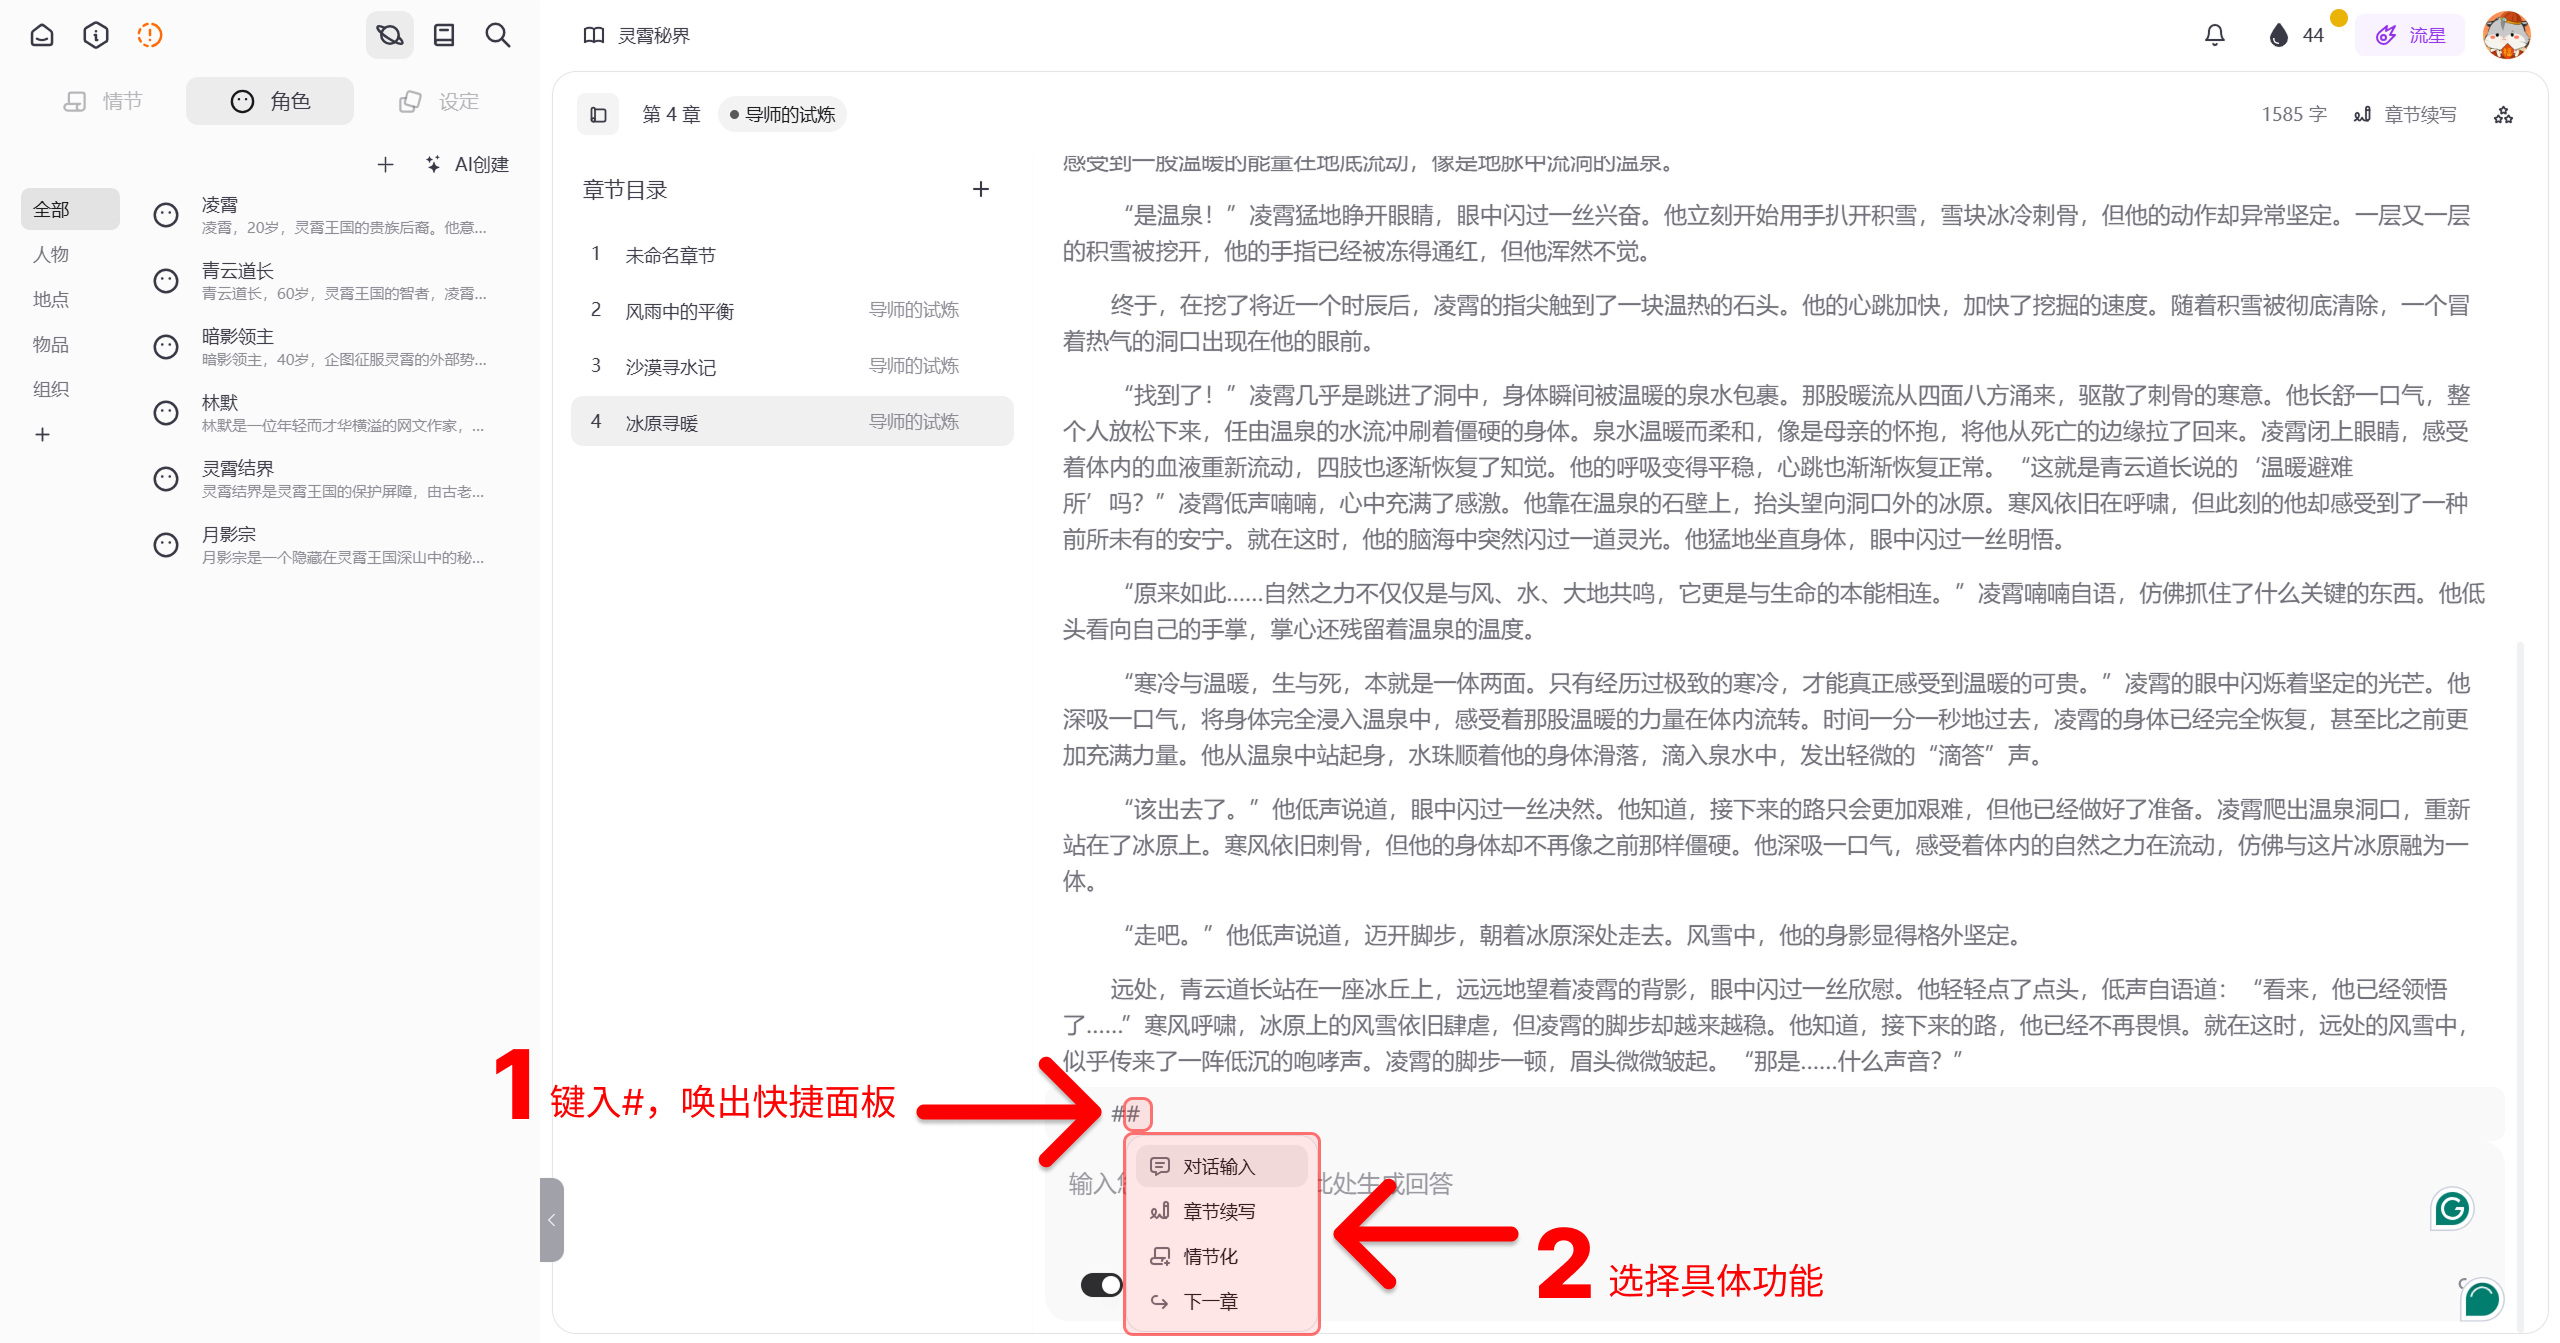 灵霄秘界
44
流星
情节
角色
设定
AI创建
全部
人物
地点
物品
组织
凌霄
凌霄，20岁，灵霄王国的贵族后裔。他意...
青云道长
青云道长，60岁，灵霄王国的智者，凌霄...
暗影领主
暗影领主，40岁，企图征服灵霄的外部势...
林默
林默是一位年轻而才华横溢的网文作家，...
灵霄结界
灵霄结界是灵霄王国的保护屏障，由古老...
月影宗
月影宗是一个隐藏在灵霄王国深山中的秘...
第 4 章
导师的试炼
1585 字
章节续写
章节目录
1 未命名章节
2 风雨中的平衡 导师的试炼
3 沙漠寻水记 导师的试炼
4 冰原寻暖 导师的试炼
感受到一股温暖的能量在地底流动，像是地脉中流淌的温泉。
“是温泉！”凌霄猛地睁开眼睛，眼中闪过一丝兴奋。他立刻开始用手扒开积雪，雪块冰冷刺骨，但他的动作却异常坚定。一层又一层
的积雪被挖开，他的手指已经被冻得通红，但他浑然不觉。
终于，在挖了将近一个时辰后，凌霄的指尖触到了一块温热的石头。他的心跳加快，加快了挖掘的速度。随着积雪被彻底清除，一个冒
着热气的洞口出现在他的眼前。
“找到了！”凌霄几乎是跳进了洞中，身体瞬间被温暖的泉水包裹。那股暖流从四面八方涌来，驱散了刺骨的寒意。他长舒一口气，整
个人放松下来，任由温泉的水流冲刷着僵硬的身体。泉水温暖而柔和，像是母亲的怀抱，将他从死亡的边缘拉了回来。凌霄闭上眼睛，感受
着体内的血液重新流动，四肢也逐渐恢复了知觉。他的呼吸变得平稳，心跳也渐渐恢复正常。“这就是青云道长说的‘温暖避难
所’吗？”凌霄低声喃喃，心中充满了感激。他靠在温泉的石壁上，抬头望向洞口外的冰原。寒风依旧在呼啸，但此刻的他却感受到了一种
前所未有的安宁。就在这时，他的脑海中突然闪过一道灵光。他猛地坐直身体，眼中闪过一丝明悟。
“原来如此......自然之力不仅仅是与风、水、大地共鸣，它更是与生命的本能相连。”凌霄喃喃自语，仿佛抓住了什么关键的东西。他低
头看向自己的手掌，掌心还残留着温泉的温度。
“寒冷与温暖，生与死，本就是一体两面。只有经历过极致的寒冷，才能真正感受到温暖的可贵。”凌霄的眼中闪烁着坚定的光芒。他
深吸一口气，将身体完全浸入温泉中，感受着那股温暖的力量在体内流转。时间一分一秒地过去，凌霄的身体已经完全恢复，甚至比之前更
加充满力量。他从温泉中站起身，水珠顺着他的身体滑落，滴入泉水中，发出轻微的“滴答”声。
“该出去了。”他低声说道，眼中闪过一丝决然。他知道，接下来的路只会更加艰难，但他已经做好了准备。凌霄爬出温泉洞口，重新
站在了冰原上。寒风依旧刺骨，但他的身体却不再像之前那样僵硬。他深吸一口气，感受着体内的自然之力在流动，仿佛与这片冰原融为一
体。
“走吧。”他低声说道，迈开脚步，朝着冰原深处走去。风雪中，他的身影显得格外坚定。
远处，青云道长站在一座冰丘上，远远地望着凌霄的背影，眼中闪过一丝欣慰。他轻轻点了点头，低声自语道：“看来，他已经领悟
了......”寒风呼啸，冰原上的风雪依旧肆虐，但凌霄的脚步却越来越稳。他知道，接下来的路，他已经不再畏惧。就在这时，远处的风雪中，
似乎传来了一阵低沉的咆哮声。凌霄的脚步一顿，眉头微微皱起。“那是......什么声音？”
1 键入#，唤出快捷面板
##
输入 此处生成回答
对话输入
章节续写
情节化
下一章
2 选择具体功能